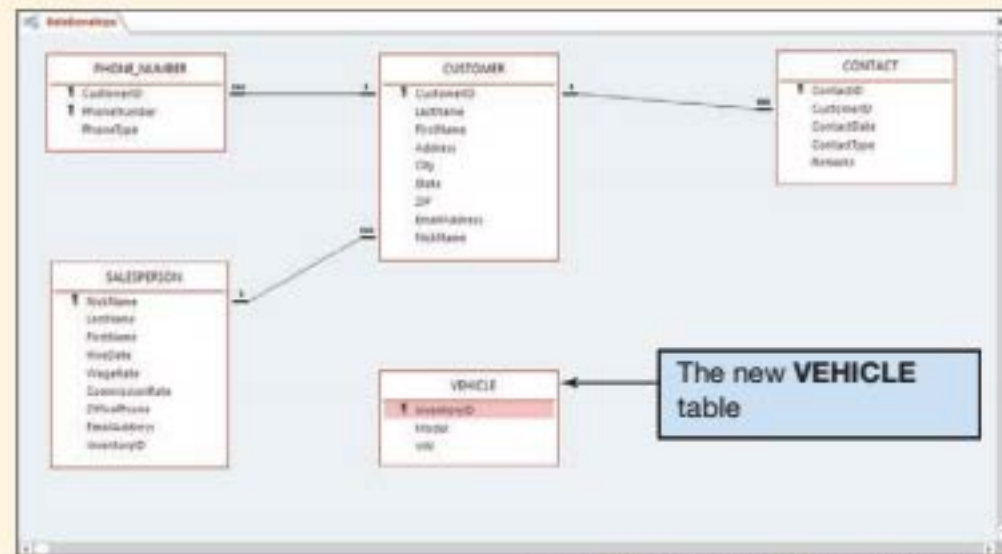 Relationships
PHONE_NUMBER
CustomerID
PhoneNumber
PhoneType
CUSTOMER
CustomerID
LastName
FirstName
Address
City
State
ZIP
EmailAddress
NickName
CONTACT
ContactID
CustomerID
ContactDate
ContactType
Remarks
SALESPERSON
NickName
LastName
FirstName
HireDate
WageRate
CommissionRate
OfficePhone
EmailAddress
InventoryID
VEHICLE
InventoryID
Model
VIN
The new VEHICLE
table